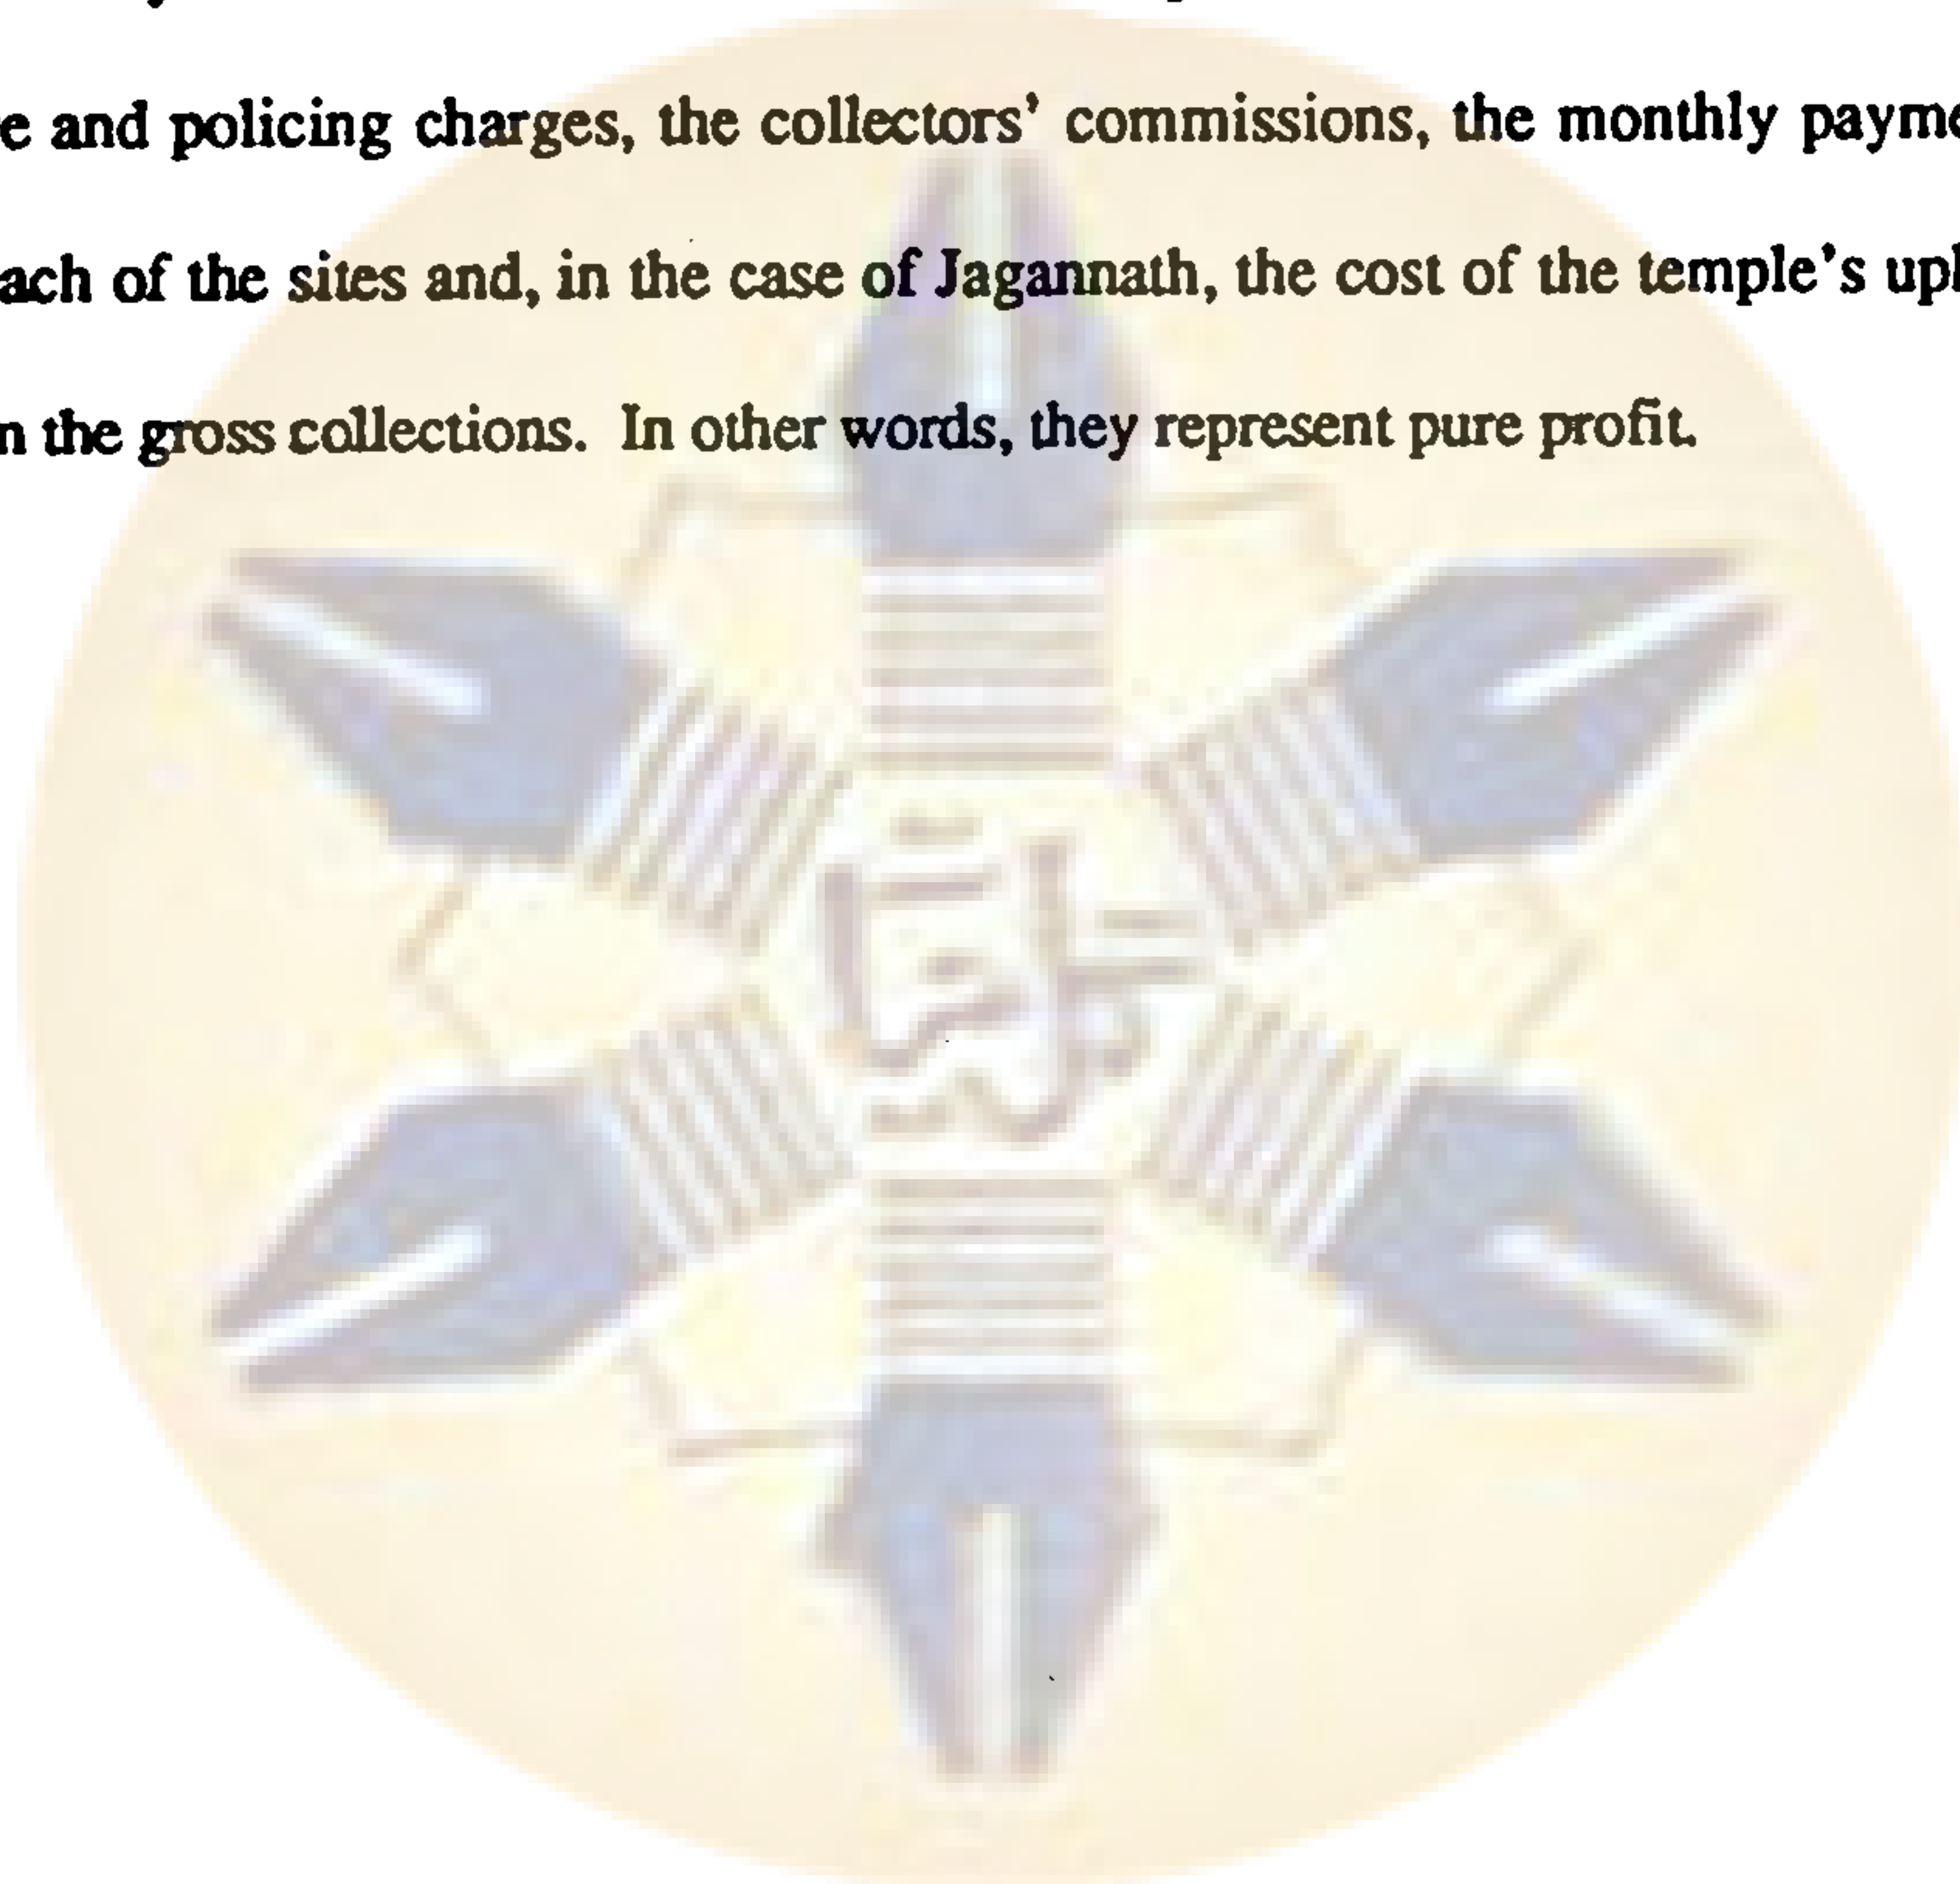 e and policing charges, the collectors' commissions, the monthly payme
ach of the sites and, in the case of Jagannath, the cost of the temple's up
n the gross collections. In other words, they represent pure profit.